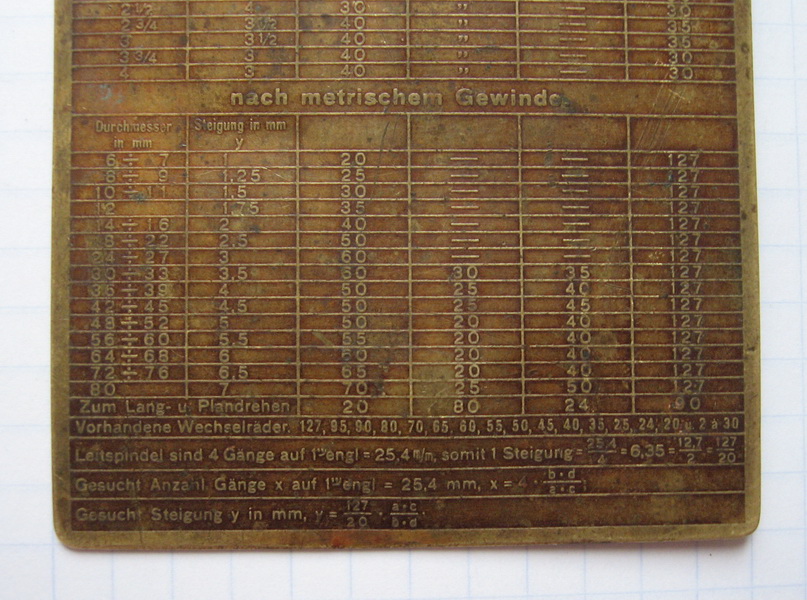 2 1/2 4 30 " — 30
2 3/4 3 1/2 40 " — 35
3 3 1/2 40 " — 35
3 3/4 3 40 " — 30
4 3 40 " — 30
nach metrischem Gewinde
Durchmesser in mm Steigung in mm y
6 ÷ 7 1 20 — — 127
8 ÷ 9 1.25 25 — — 127
10 ÷ 11 1,5 30 — — 127
12 1,75 35 — — 127
14 ÷ 16 2 40 — — 127
18 ÷ 22 2.5 50 — — 127
24 ÷ 27 3 60 — — 127
30 ÷ 33 3.5 60 30 35 127
36 ÷ 39 4 50 25 40 127
42 ÷ 45 4.5 50 25 45 127
48 ÷ 52 5 50 20 40 127
56 ÷ 60 5.5 55 20 40 127
64 ÷ 68 6 60 20 40 127
72 ÷ 76 6.5 65 20 40 127
80 7 70 25 50 127
Zum Lang- u. Plandrehen 20 80 24 90
Vorhandene Wechselräder. 127, 95, 90, 80, 70, 65, 60, 55, 50, 45, 40, 35, 25, 24, 20 u. 2 à 30
Leitspindel sind 4 Gänge auf 1" engl = 25,4 m/m, somit 1 Steigung = 25,4/4 = 6,35 = 12,7/2 = 127/20
Gesucht Anzahl Gänge x auf 1" engl = 25,4 mm, x = 4 · b·d/a·c
Gesucht Steigung y in mm, y = 127/20 · a·c/b·d